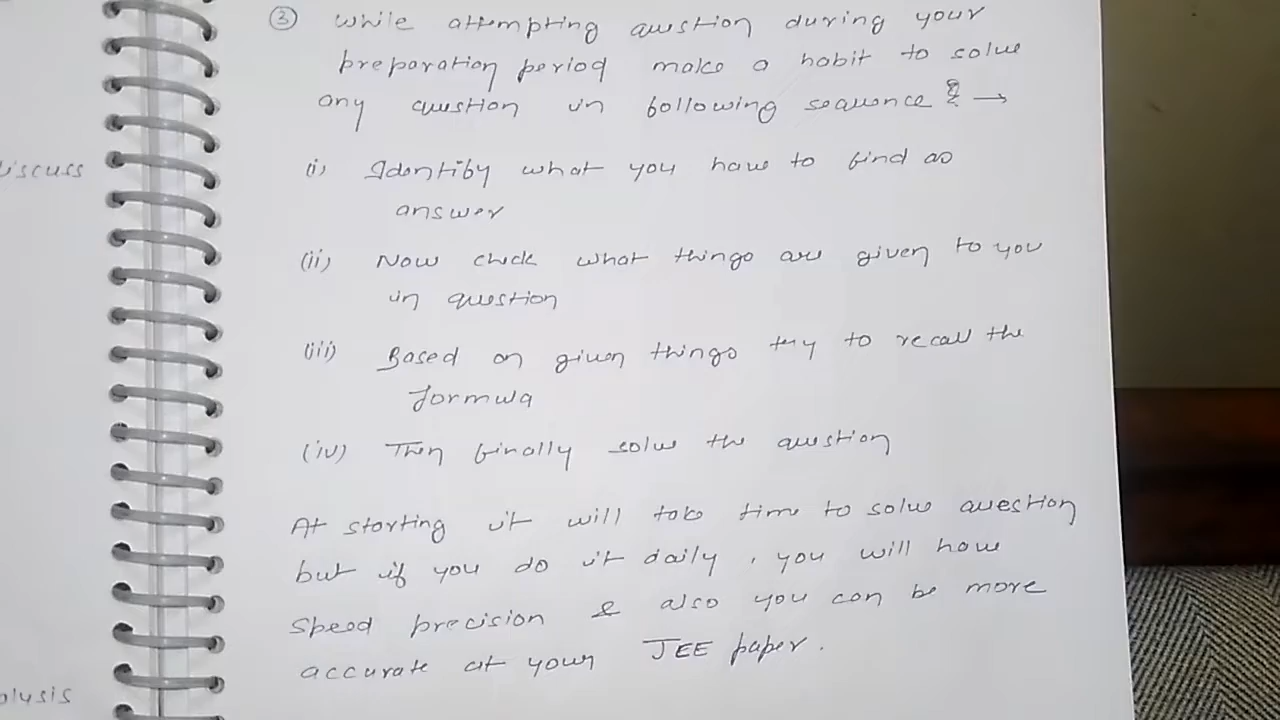 ③ While attempting question during your
preparation period make a habit to solve
any question in following sequence :→
(i) Identify what you have to find as
answer
(ii) Now check what things are given to you
in question
(iii) Based on given things try to recall the
formula
(iv) Then finally solve the question
At starting it will take time to solve question
but if you do it daily, you will have
speed precision & also you can be more
accurate at your JEE paper.
iscuss
alysis